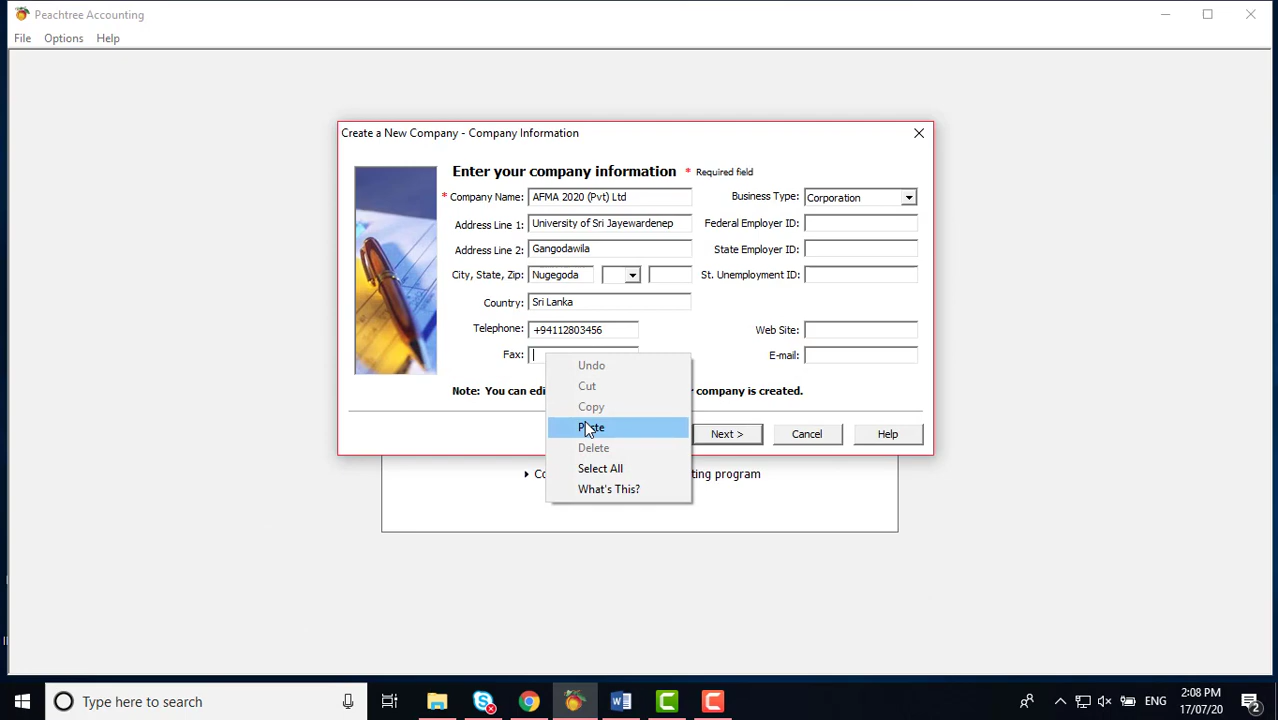 Peachtree Accounting
File Options Help
Create a New Company - Company Information
Enter your company information * Required field
* Company Name: AFMA 2020 (Pvt) Ltd Business Type: Corporation
Address Line 1: University of Sri Jayewardenep Federal Employer ID:
Address Line 2: Gangodawila State Employer ID:
City, State, Zip: Nugegoda St. Unemployment ID:
Country: Sri Lanka
Telephone: +94112803456 Web Site:
Fax: E-mail:
Undo
Cut
Note: You can edi company is created.
Copy
Paste
Next > Cancel Help
Delete
Select All
ting program
What's This?
Type here to search
ENG
2:08 PM
17/07/20
2